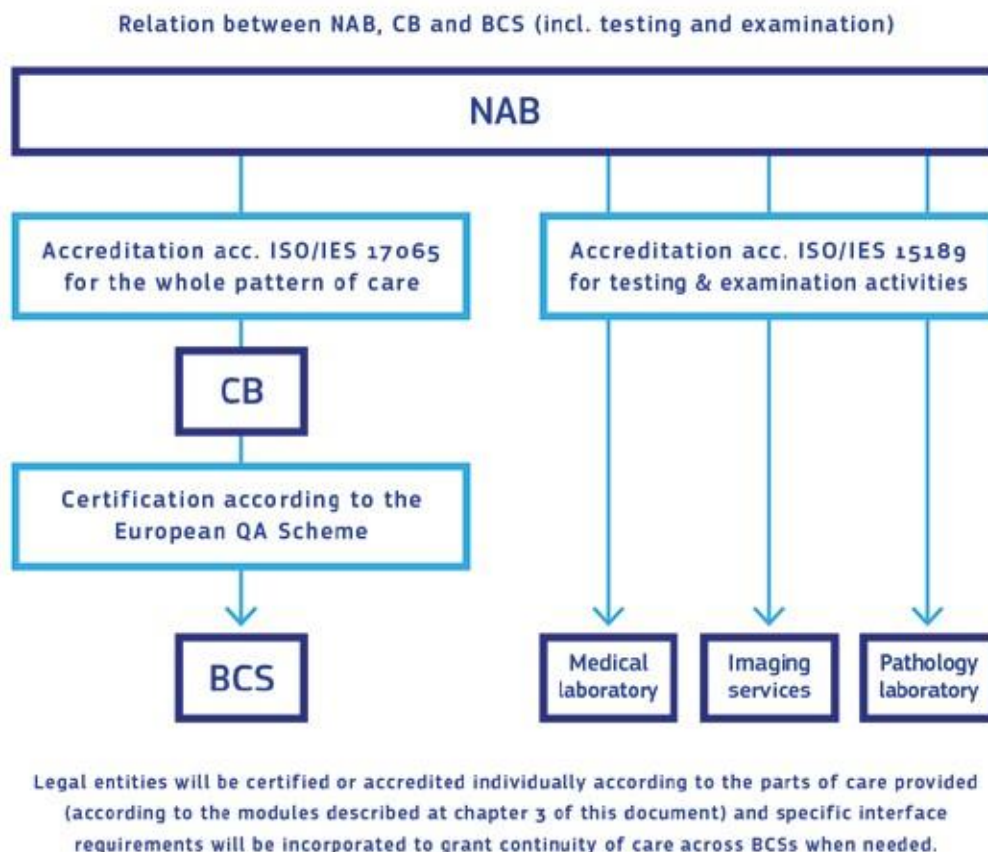 Relation between NAB, CB and BCS (incl. testing and examination)
NAB
Accreditation acc. ISO/IES 17065
for the whole pattern of care
Accreditation acc. ISO/IES 15189
for testing & examination activities
CB
Certification according to the
European QA Scheme
BCS
Medical
laboratory
Imaging
services
Pathology
laboratory
Legal entities will be certified or accredited individually according to the parts of care provided
(according to the modules described at chapter 3 of this document) and specific interface
requirements will be incorporated to grant continuity of care across BCSs when needed.